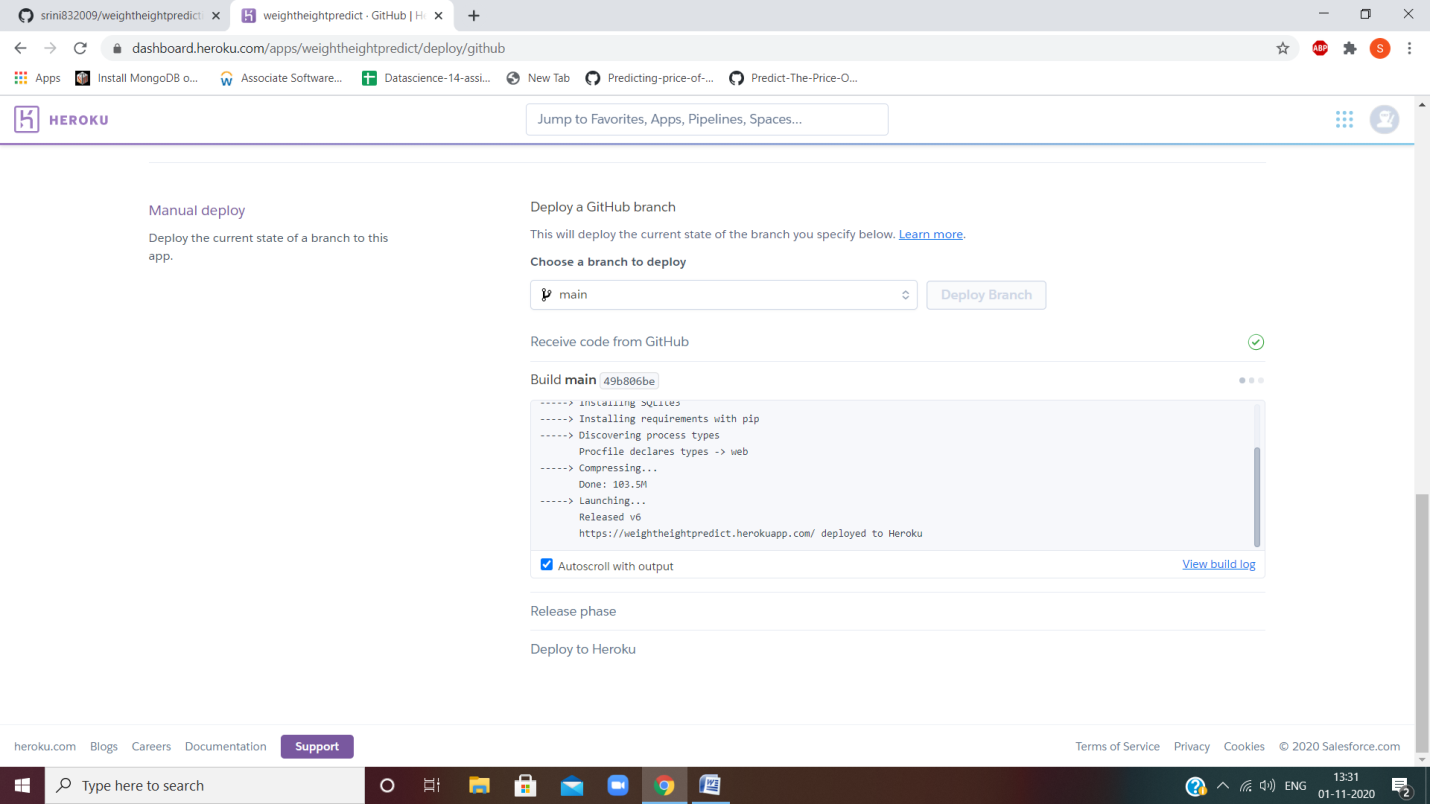 srini832009/weightheightpredicti
weightheightpredict · GitHub | He
dashboard.heroku.com/apps/weightheightpredict/deploy/github
ABP
S
Apps
Install MongoDB o...
Associate Software...
Datascience-14-assi...
New Tab
Predicting-price-of-...
Predict-The-Price-O...
HEROKU
Jump to Favorites, Apps, Pipelines, Spaces...
Manual deploy
Deploy the current state of a branch to this
app.
Deploy a GitHub branch
This will deploy the current state of the branch you specify below. Learn more.
Choose a branch to deploy
main
Deploy Branch
Receive code from GitHub
Build main 49b806be
-----> Installing SQLite3
-----> Installing requirements with pip
-----> Discovering process types
Procfile declares types -> web
-----> Compressing...
Done: 103.5M
-----> Launching...
Released v6
https://weightheightpredict.herokuapp.com/ deployed to Heroku
Autoscroll with output
View build log
Release phase
Deploy to Heroku
heroku.com
Blogs
Careers
Documentation
Support
Terms of Service
Privacy
Cookies
© 2020 Salesforce.com
Type here to search
ENG
13:31
01-11-2020
2